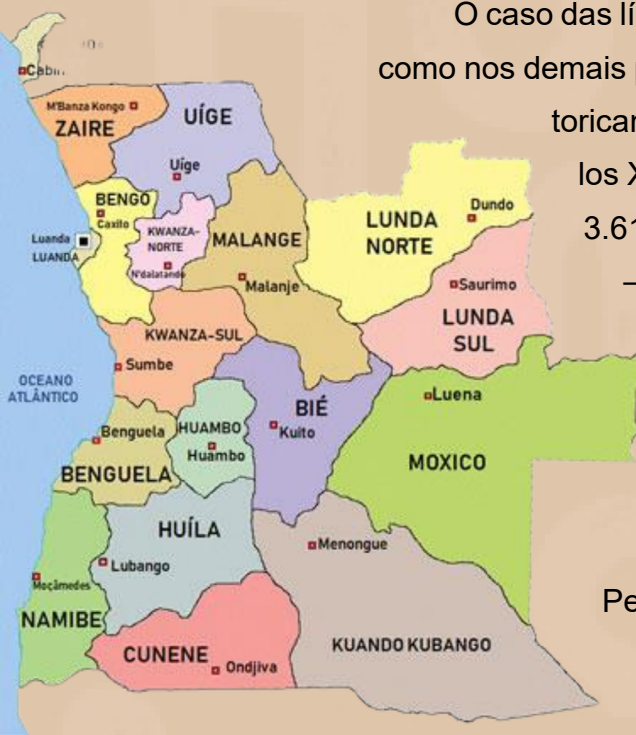 O caso das
como nos demais
los
3.61
Cabin
M'Banza Kongo
ZAIRE
UÍGE
Uíge
BENGO
Caxito
Luanda
LUANDA
KWANZA-
NORTE
N'dalatando
MALANGE
Malanje
LUNDA
NORTE
Dundo
Saurimo
LUNDA
SUL
KWANZA-SUL
Sumbe
OCEANO
ATLÂNTICO
Benguela
BENGUELA
HUAMBO
Huambo
BIÉ
Kuito
Luena
MOXICO
HUÍLA
Lubango
Menongue
Moçâmedes
NAMIBE
Pe
CUNENE
Ondjiva
KUANDO KUBANGO